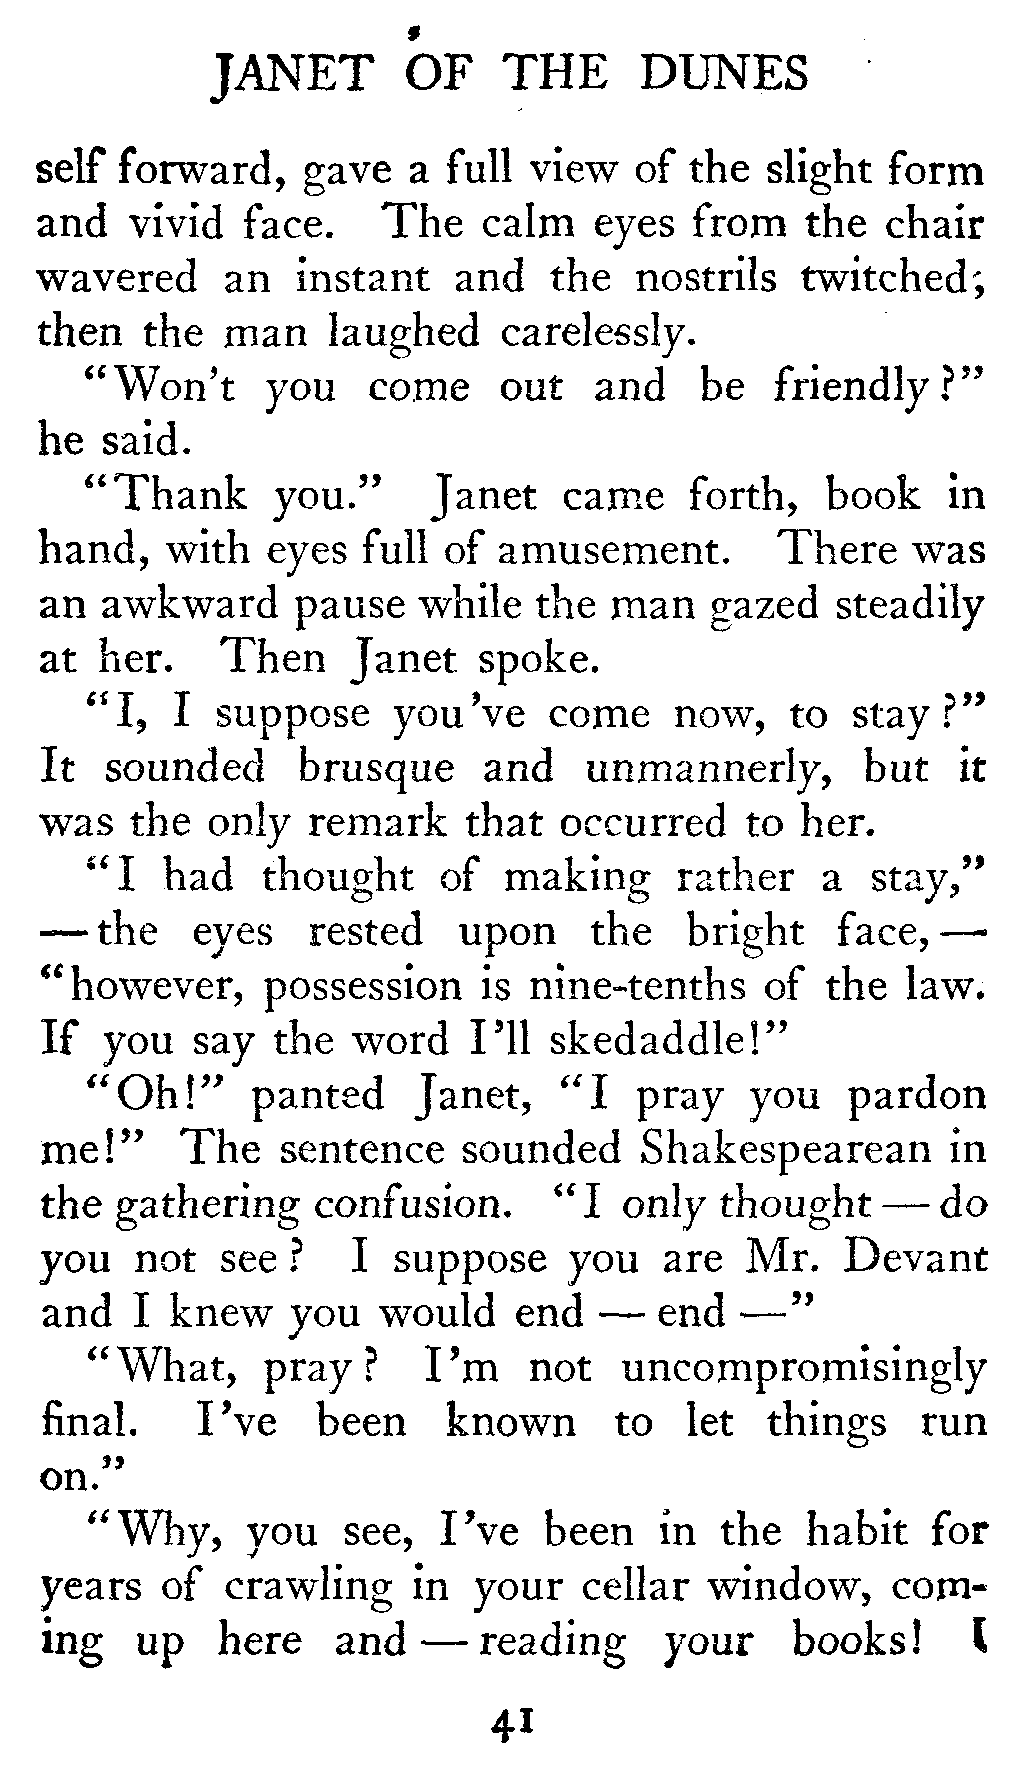 JANET OF THE DUNES
self forward, gave a full view of the slight form
and vivid face. The calm eyes from the chair
wavered an instant and the nostrils twitched;
then the man laughed carelessly.
"Won't you come out and be friendly?"
he said.
"Thank you." Janet came forth, book in
hand, with eyes full of amusement. There was
an awkward pause while the man gazed steadily
at her. Then Janet spoke.
"I, I suppose you've come now, to stay?"
It sounded brusque and unmannerly, but it
was the only remark that occurred to her.
"I had thought of making rather a stay,"
— the eyes rested upon the bright face, —
"however, possession is nine-tenths of the law.
If you say the word I'll skedaddle!"
"Oh!" panted Janet, "I pray you pardon
me!" The sentence sounded Shakespearean in
the gathering confusion. "I only thought — do
you not see? I suppose you are Mr. Devant
and I knew you would end — end —"
"What, pray? I'm not uncompromisingly
final. I've been known to let things run
on."
"Why, you see, I've been in the habit for
years of crawling in your cellar window, com-
ing up here and — reading your books! I
41